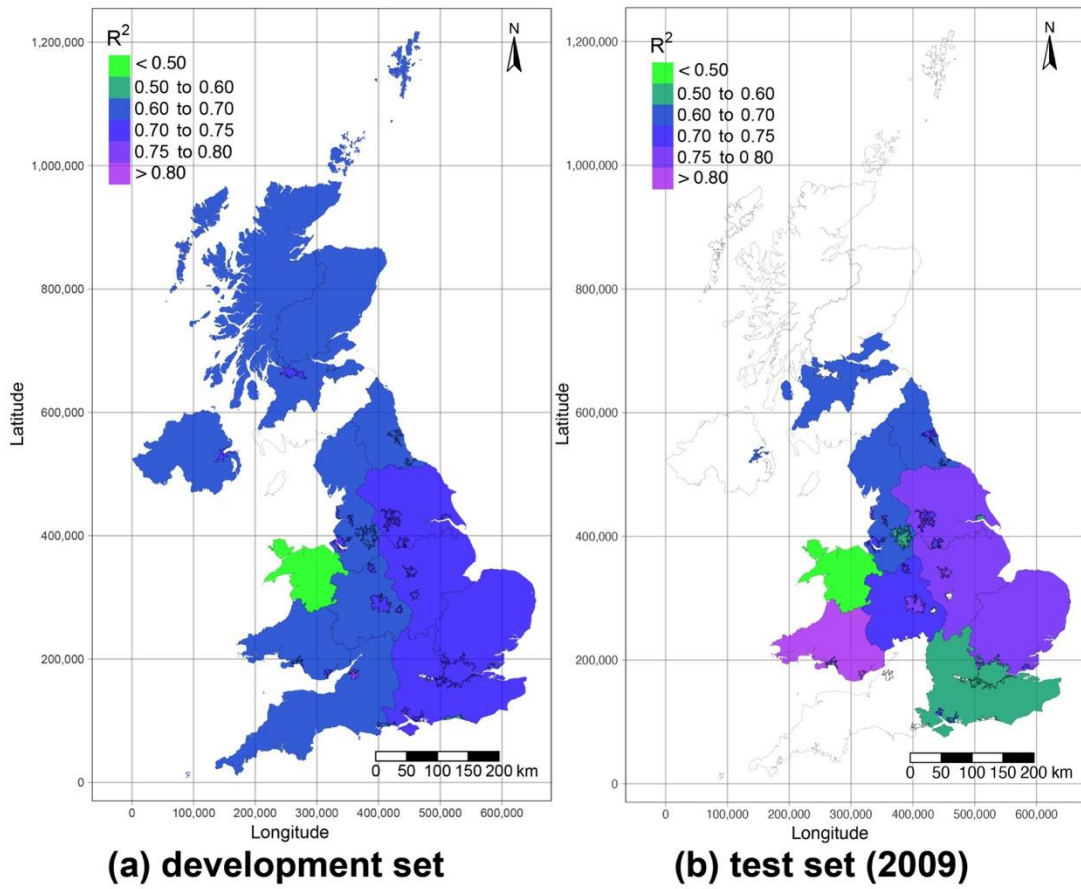 R2
< 0.50
0.50 to 0.60
0.60 to 0.70
0.70 to 0.75
0.75 to 0.80
> 0.80
N
1,200,000
1,000,000
800,000
600,000
400,000
200,000
0
Latitude
0 50 100 150 200 km
0 100,000 200,000 300,000 400,000 500,000 600,000
Longitude
(a) development set
R2
< 0.50
0.50 to 0.60
0.60 to 0.70
0.70 to 0.75
0.75 to 0.80
> 0.80
N
1,200,000
1,000,000
800,000
600,000
400,000
200,000
0
Latitude
0 50 100 150 200 km
0 100,000 200,000 300,000 400,000 500,000 600,000
Longitude
(b) test set (2009)